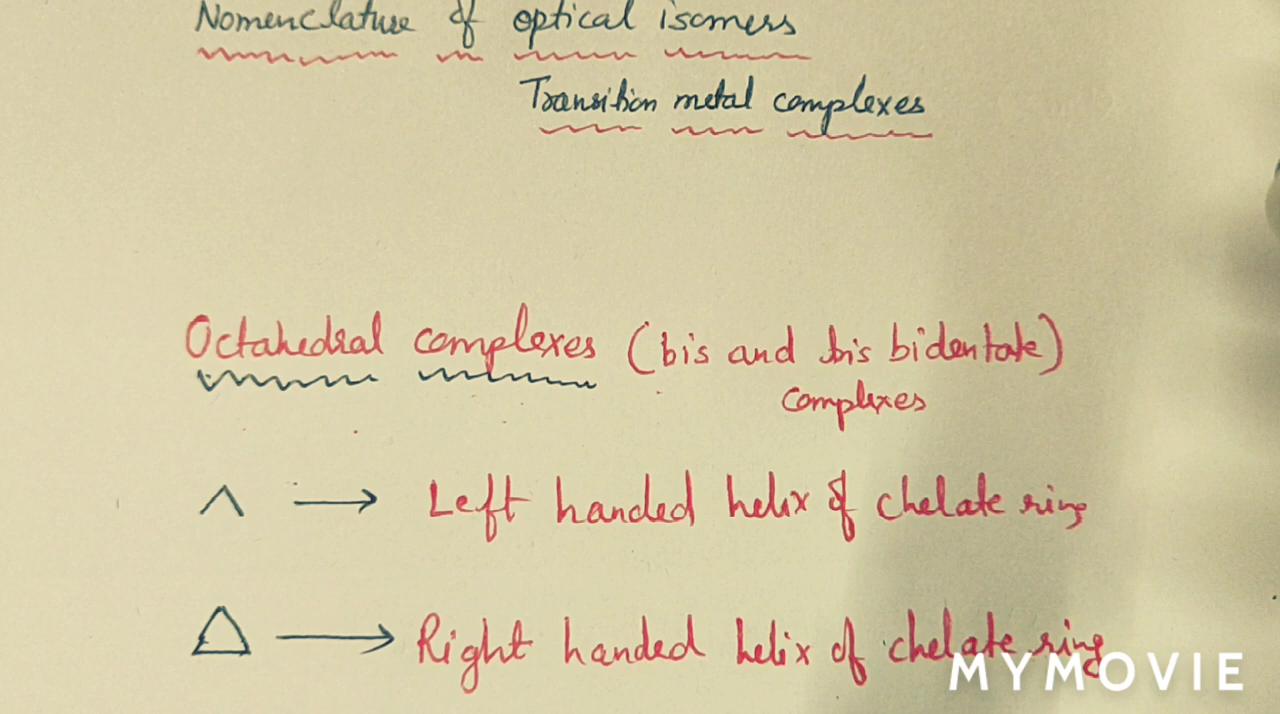 Nomenclature of optical isomers
Transition metal complexes
Octahedral complexes (bis and tris bidentate)
complexes
Λ → Left handed helix of chelate ring
Δ → Right handed helix of chelate ring
MYMOVIE